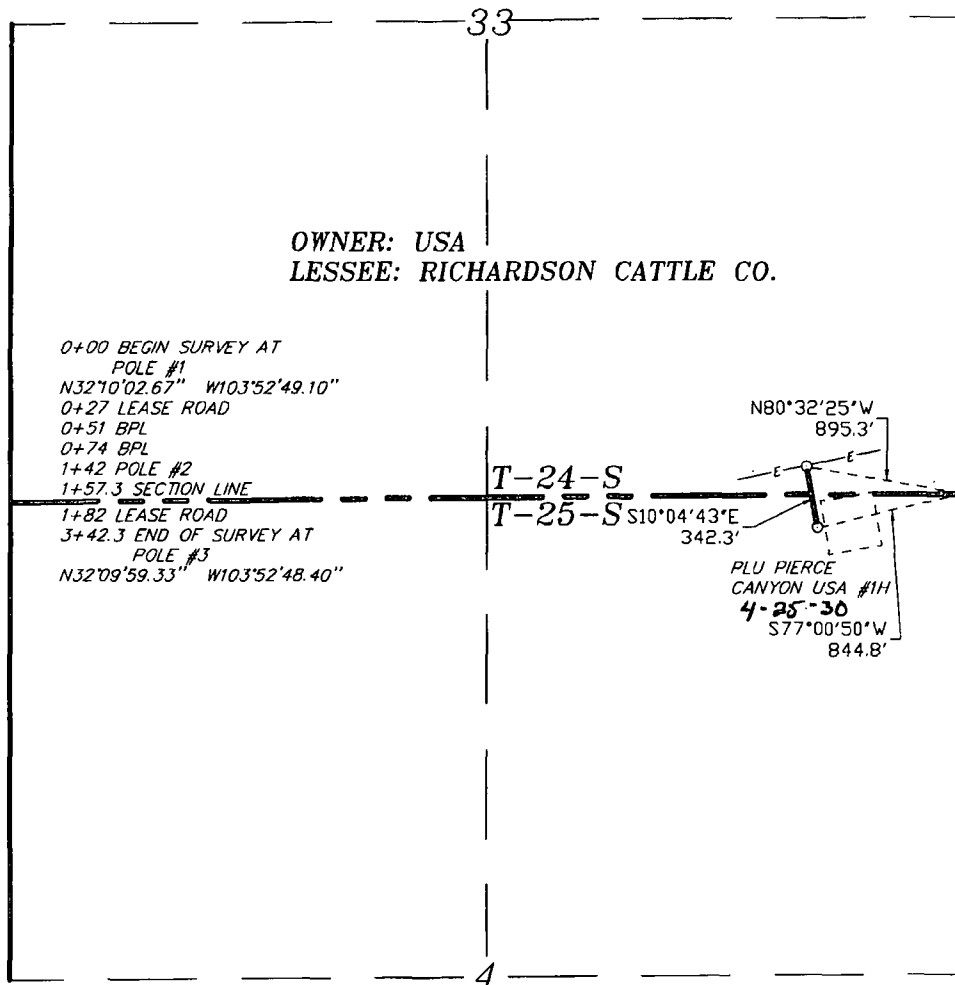 33
OWNER: USA
LESSEE: RICHARDSON CATTLE CO.
0+00 BEGIN SURVEY AT
POLE #1
N32°10'02.67" W103°52'49.10"
0+27 LEASE ROAD
0+51 BPL
0+74 BPL
1+42 POLE #2
1+57.3 SECTION LINE
1+82 LEASE ROAD
3+42.3 END OF SURVEY AT
POLE #3
N32°09'59.33" W103°52'48.40"
N80°32'25"W
895.3'
E E
T-24-S
T-25-S
S10°04'43"E
342.3'
PLU PIERCE
CANYON USA #1H
4-25-30
S77°00'50"W
844.8'
4